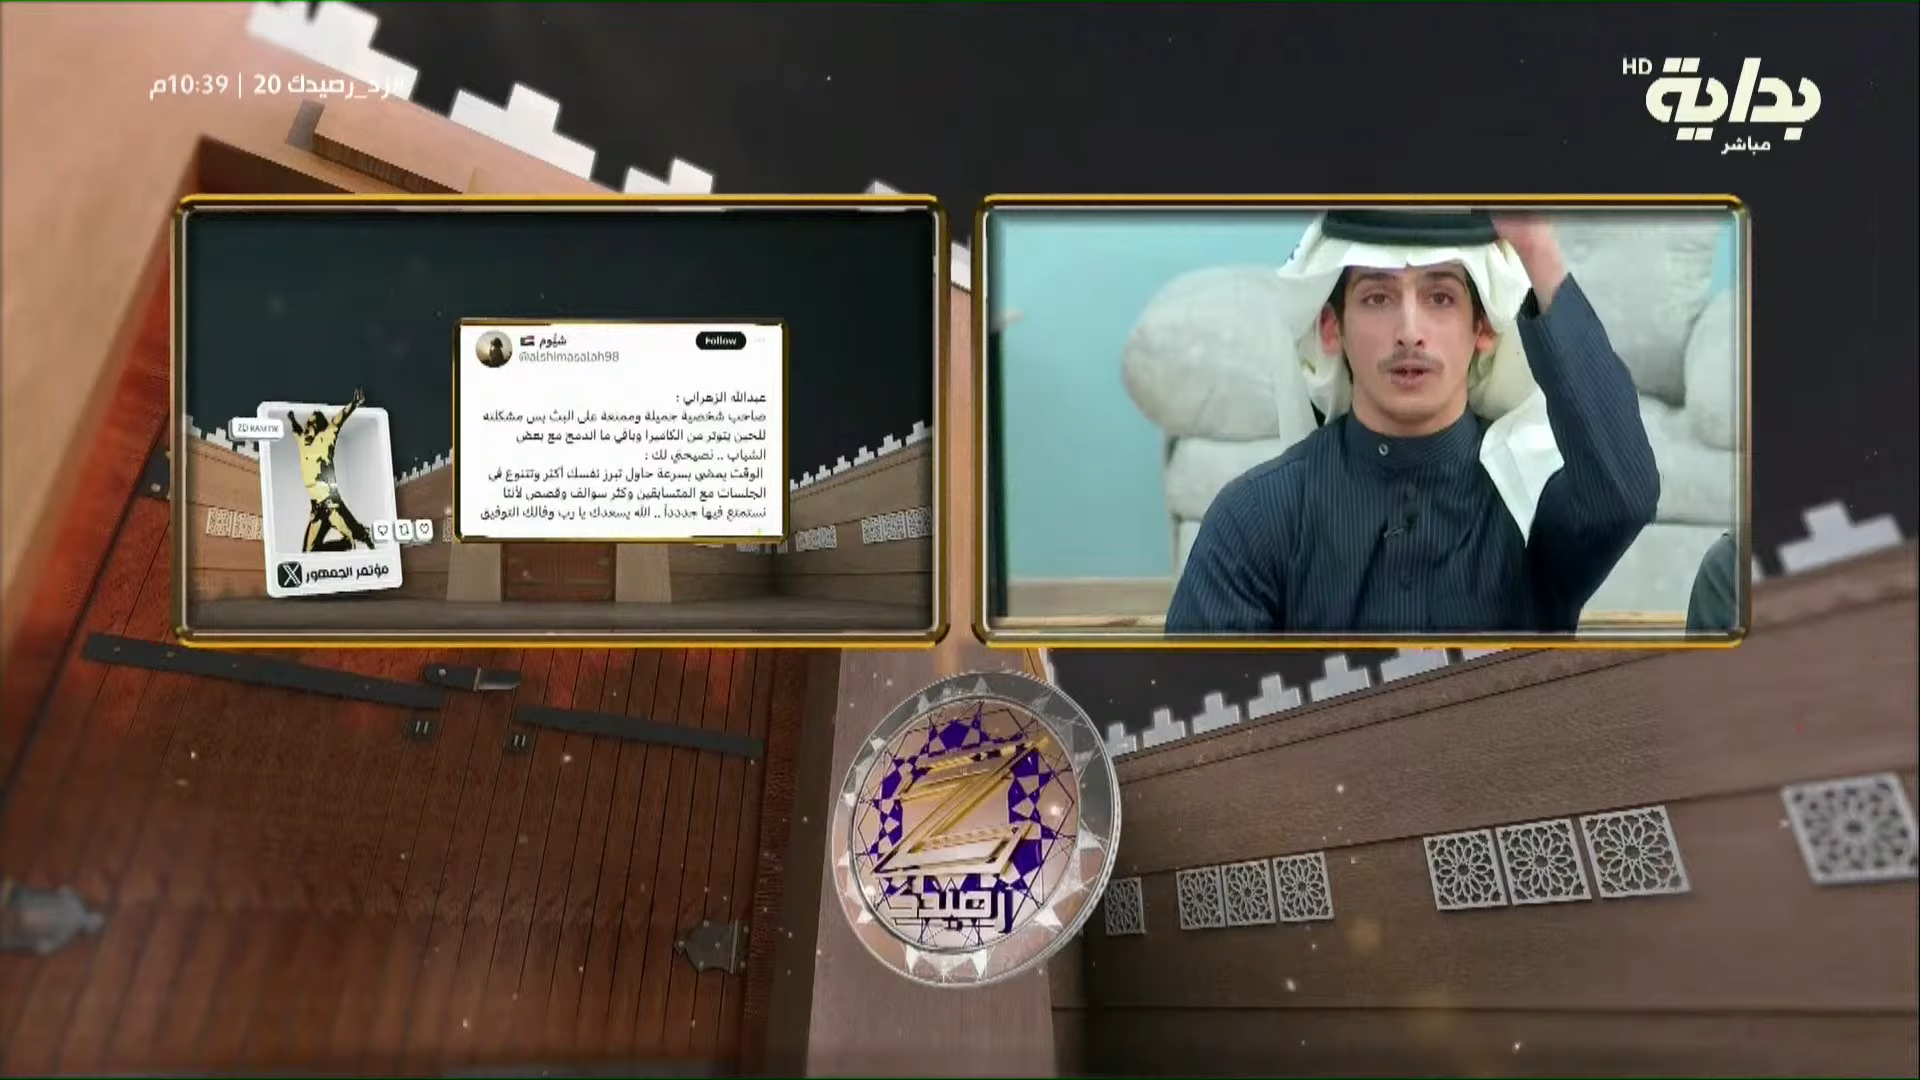 #زد_رصيدك 20 | 10:39م
HD
بداية
مباشر
شيُّوم
Follow
@alshimasalah98
عبدالله الزهراني :
صاحب شخصية جميلة وممتعة على البث بس مشكلته
للحين يتوتر من الكاميرا وباقي ما اندمج مع بعض
الشباب .. نصيحتي لك :
الوقت يمضي بسرعة حاول تبرز نفسك أكثر وتتنوع في
الجلسات مع المتسابقين وكثر سوالف وقصص لأننا
نستمتع فيها جدددداً .. الله يسعدك يا رب وفالك التوفيق
مؤتمر الجمهور X
زد رصيدك